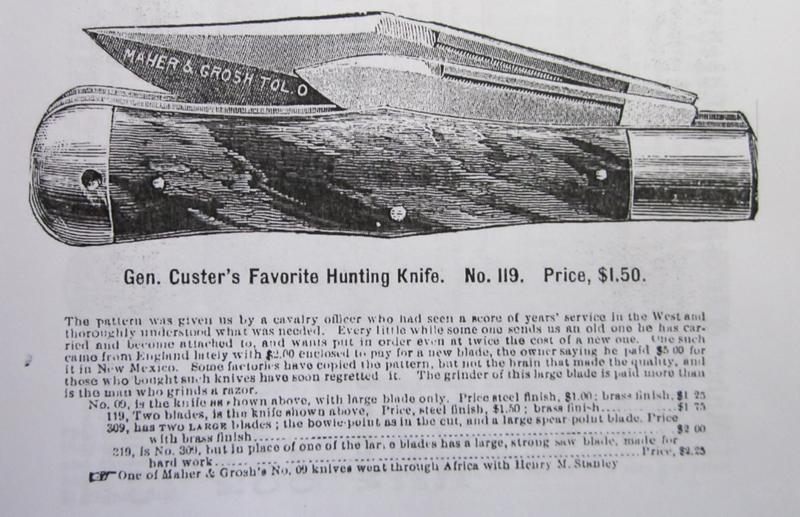 MAHER & GROSH TOL. O
Gen. Custer's Favorite Hunting Knife. No. 119. Price, $1.50.
The pattern was given us by a cavalry officer who had seen a score of years' service in the West and
thoroughly understood what was needed. Every little while some one sends us an old one he has car-
ried and become attached to, and wants put in order even at twice the cost of a new one. One such
came from England lately with $2.00 enclosed to pay for a new blade, the owner saying he paid $5 00 for
it in New Mexico. Some factories have copied the pattern, but not the brain that made the quality, and
those who bought such knives have soon regretted it. The grinder of this large blade is paid more than
is the man who grinds a razor.
No. 09, is the knife as shown above, with large blade only. Price steel finish, $1.00; brass finish, $1 25
119, Two blades, is the knife shown above, Price, steel finish, $1.50; brass finish........ $1 75
309, has TWO LARGE blades; the bowie-point as in the cut, and a large spear point blade. Price
with brass finish........ $2 00
319, is No. 309, but in place of one of the lar, e blades has a large, strong saw blade, made for
hard work........ Price, $2.25
☞ One of Maher & Grosh's No. 09 knives went through Africa with Henry M. Stanley